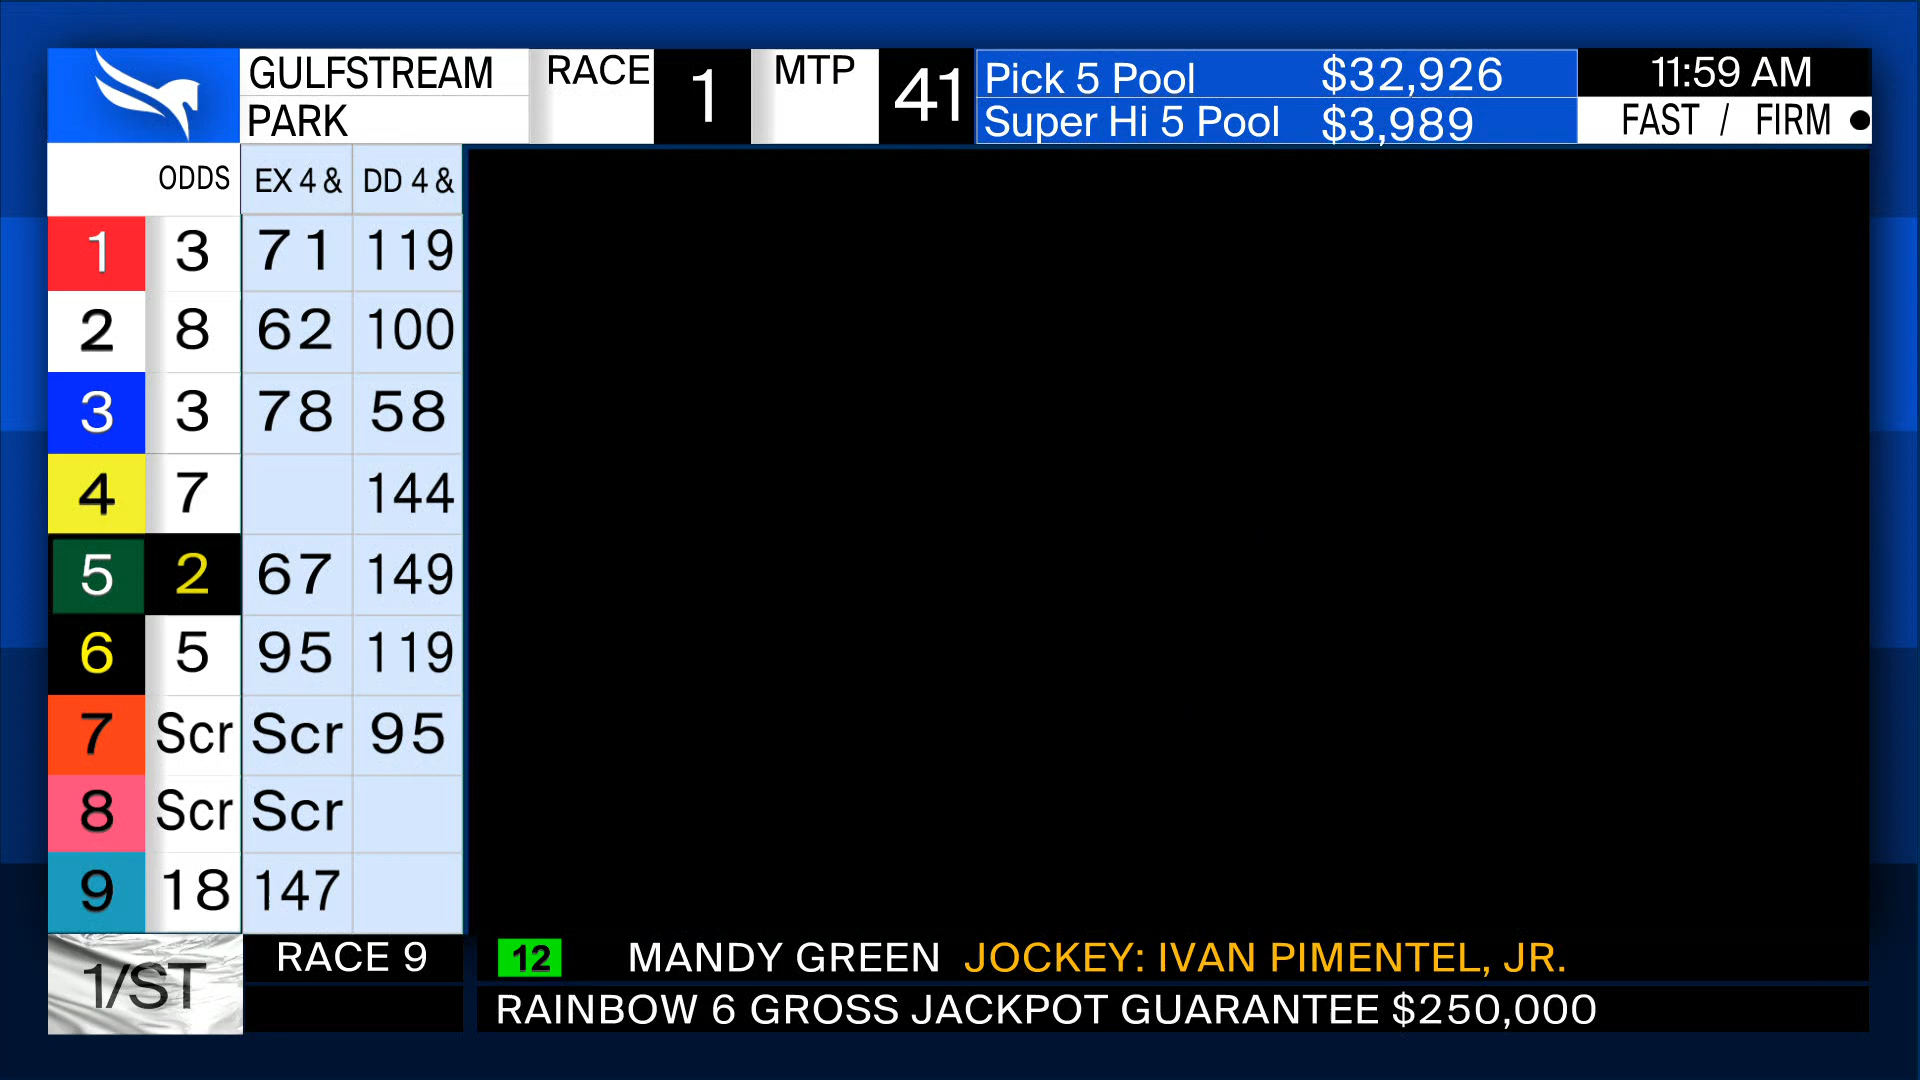 GULFSTREAM PARK RACE 1 MTP 41
Pick 5 Pool $32,926
Super Hi 5 Pool $3,989
11:59 AM
FAST / FIRM
ODDS EX 4 & DD 4 &
1 3 71 119
2 8 62 100
3 3 78 58
4 7 144
5 2 67 149
6 5 95 119
7 Scr Scr 95
8 Scr Scr
9 18 147
1/ST
RACE 9
12 MANDY GREEN JOCKEY: IVAN PIMENTEL, JR.
RAINBOW 6 GROSS JACKPOT GUARANTEE $250,000